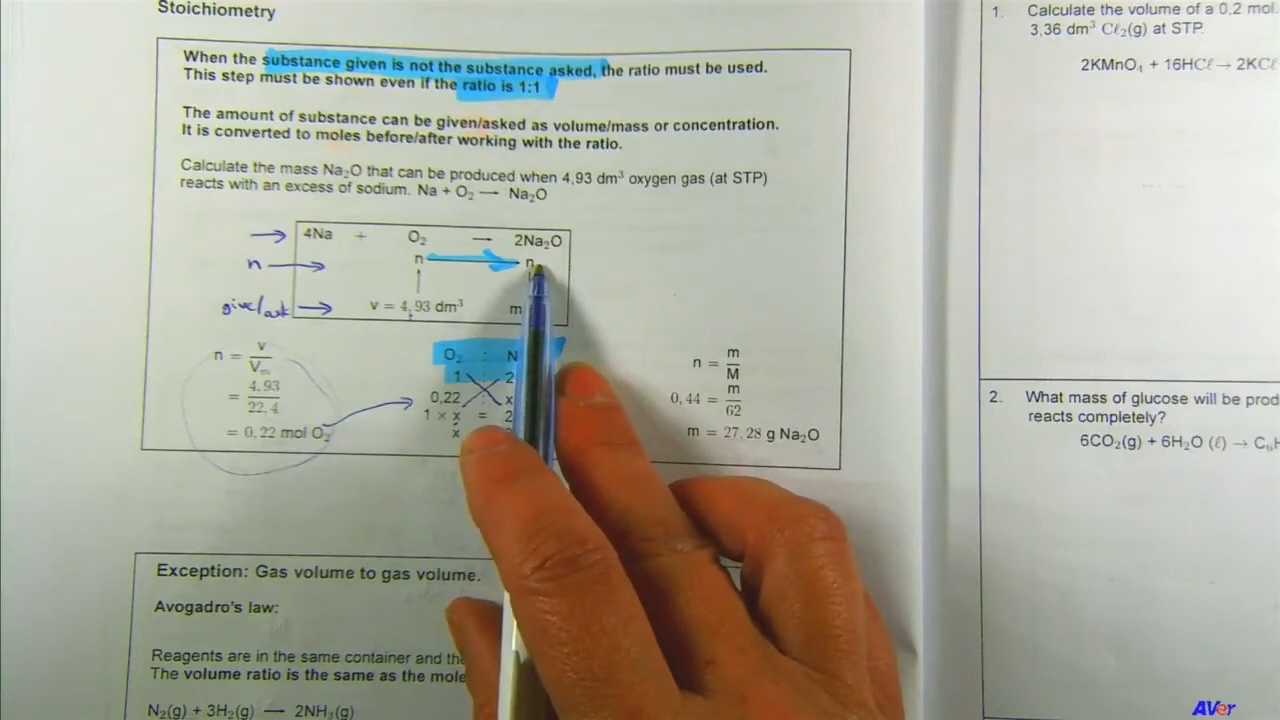 Stoichiometry
When the substance given is not the substance asked, the ratio must be used.
This step must be shown even if the ratio is 1:1
The amount of substance can be given/asked as volume/mass or concentration.
It is converted to moles before/after working with the ratio.
Calculate the mass Na₂O that can be produced when 4,93 dm³ oxygen gas (at STP)
reacts with an excess of sodium. Na + O₂ → Na₂O
→ 4Na + O₂ → 2Na₂O
n → n → n
give/ask → v = 4,93 dm³ m
n = v/Vₘ
= 4,93/22,4
= 0,22 mol O₂
O₂ : N
1 : 2
0,22 : x
1 × x = 2
x
n = m/M
0,44 = m/62
m = 27,28 g Na₂O
Exception: Gas volume to gas volume.
Avogadro's law:
Reagents are in the same container and the
The volume ratio is the same as the mole
N₂(g) + 3H₂(g) → 2NH₃(g)
1. Calculate the volume of a 0,2 mol.
3,36 dm³ Cℓ₂(g) at STP.
2KMnO₄ + 16HCℓ → 2KCℓ
2. What mass of glucose will be prod
reacts completely?
6CO₂(g) + 6H₂O (ℓ) → C₆H
AVer